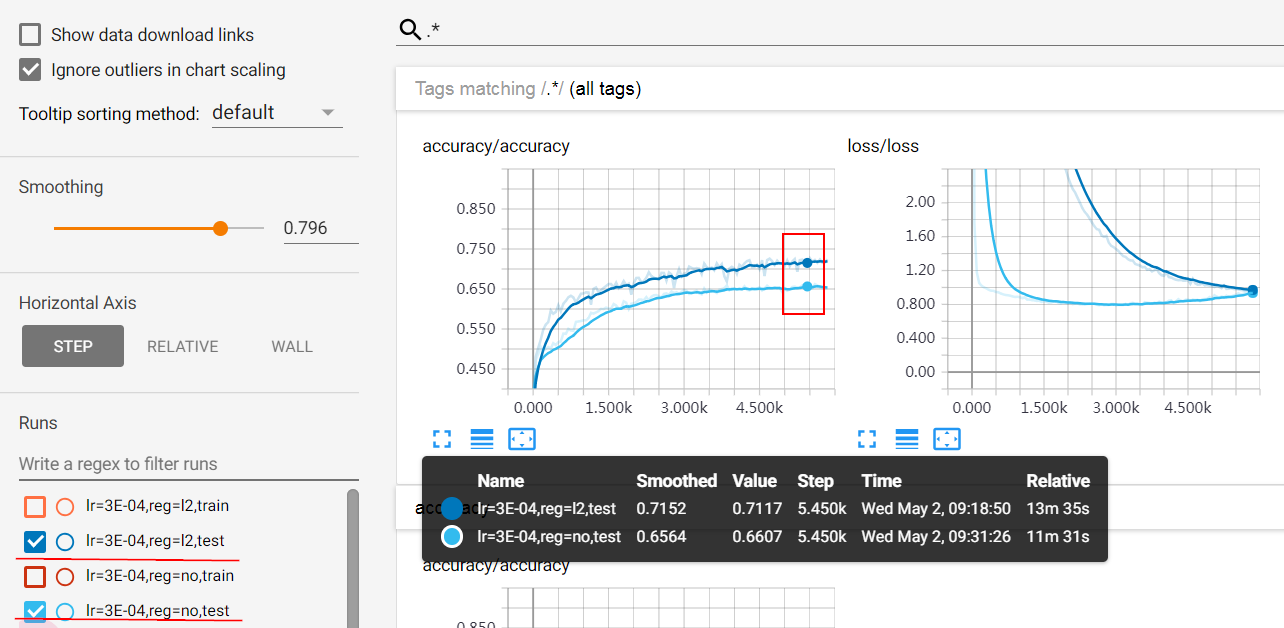 Show data download links
Ignore outliers in chart scaling
Tooltip sorting method: default
Smoothing
0.796
Horizontal Axis
STEP RELATIVE WALL
Runs
Write a regex to filter runs
lr=3E-04,reg=l2,train
lr=3E-04,reg=l2,test
lr=3E-04,reg=no,train
lr=3E-04,reg=no,test
.*
Tags matching /.*/ (all tags)
accuracy/accuracy
0.850
0.750
0.650
0.550
0.450
0.000 1.500k 3.000k 4.500k
loss/loss
2.00
1.60
1.20
0.800
0.400
0.00
0.000 1.500k 3.000k 4.500k
Name Smoothed Value Step Time Relative
lr=3E-04,reg=l2,test 0.7152 0.7117 5.450k Wed May 2, 09:18:50 13m 35s
lr=3E-04,reg=no,test 0.6564 0.6607 5.450k Wed May 2, 09:31:26 11m 31s
accuracy/accuracy
0.850